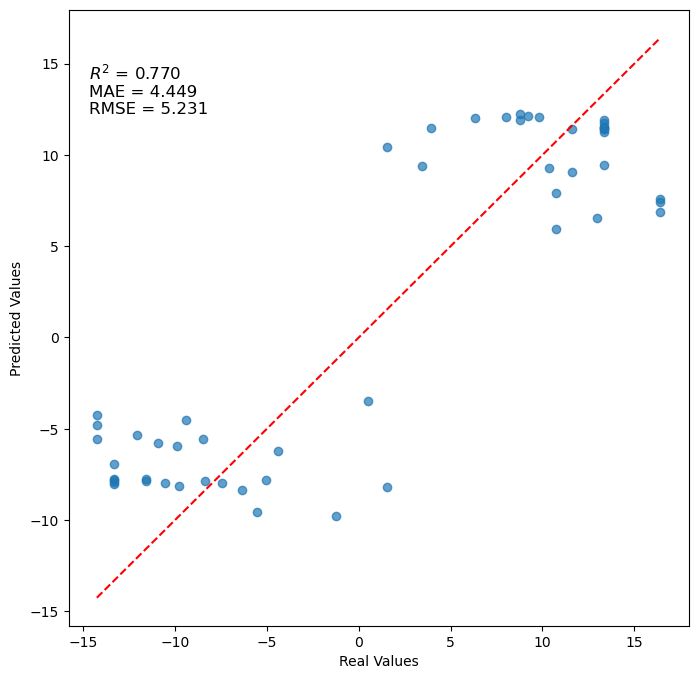 R² = 0.770
MAE = 4.449
RMSE = 5.231
15
10
5
0
−5
−10
−15
Predicted Values
−15 −10 −5 0 5 10 15
Real Values